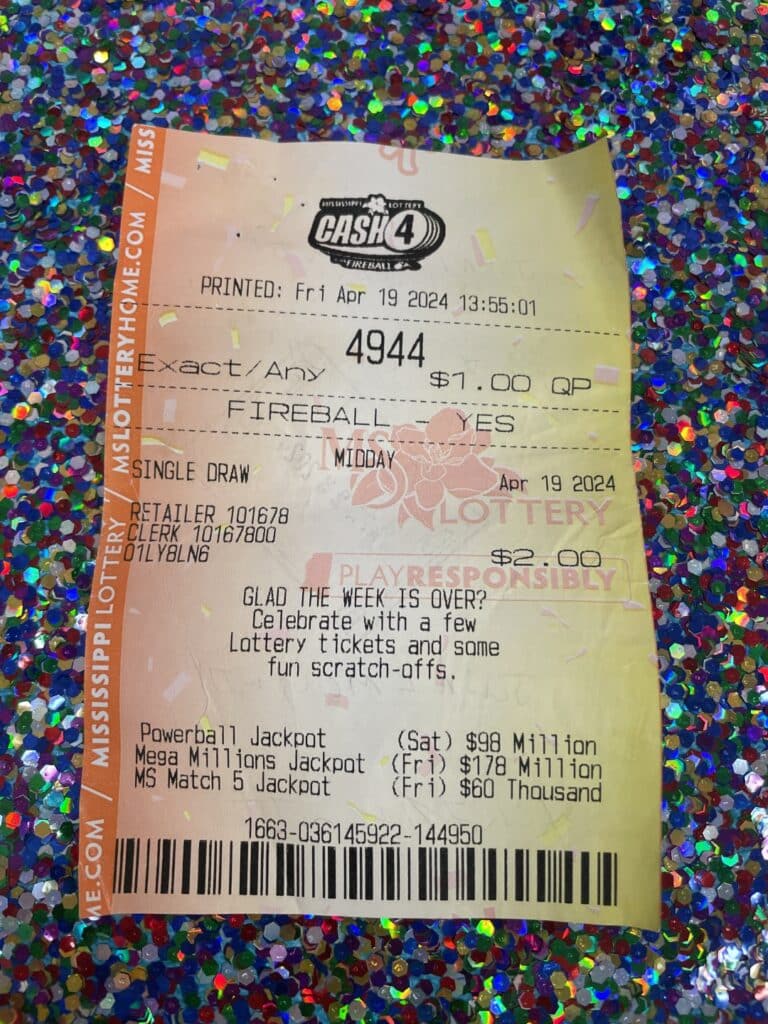 MISSISSIPPI LOTTERY
CASH 4
FIREBALL
PRINTED: Fri Apr 19 2024 13:55:01
4944
Exact/Any $1.00 QP
FIREBALL - YES
MIDDAY
SINGLE DRAW Apr 19 2024
MS
LOTTERY
RETAILER 101678
CLERK 10167800
01LY8LN6 $2.00
PLAYRESPONSIBLY
GLAD THE WEEK IS OVER?
Celebrate with a few
Lottery tickets and some
fun scratch-offs.
Powerball Jackpot (Sat) $98 Million
Mega Millions Jackpot (Fri) $178 Million
MS Match 5 Jackpot (Fri) $60 Thousand
1663-036145922-144950
ME.COM / MISSISSIPPI LOTTERY / MSLOTTERYHOME.COM / MISS